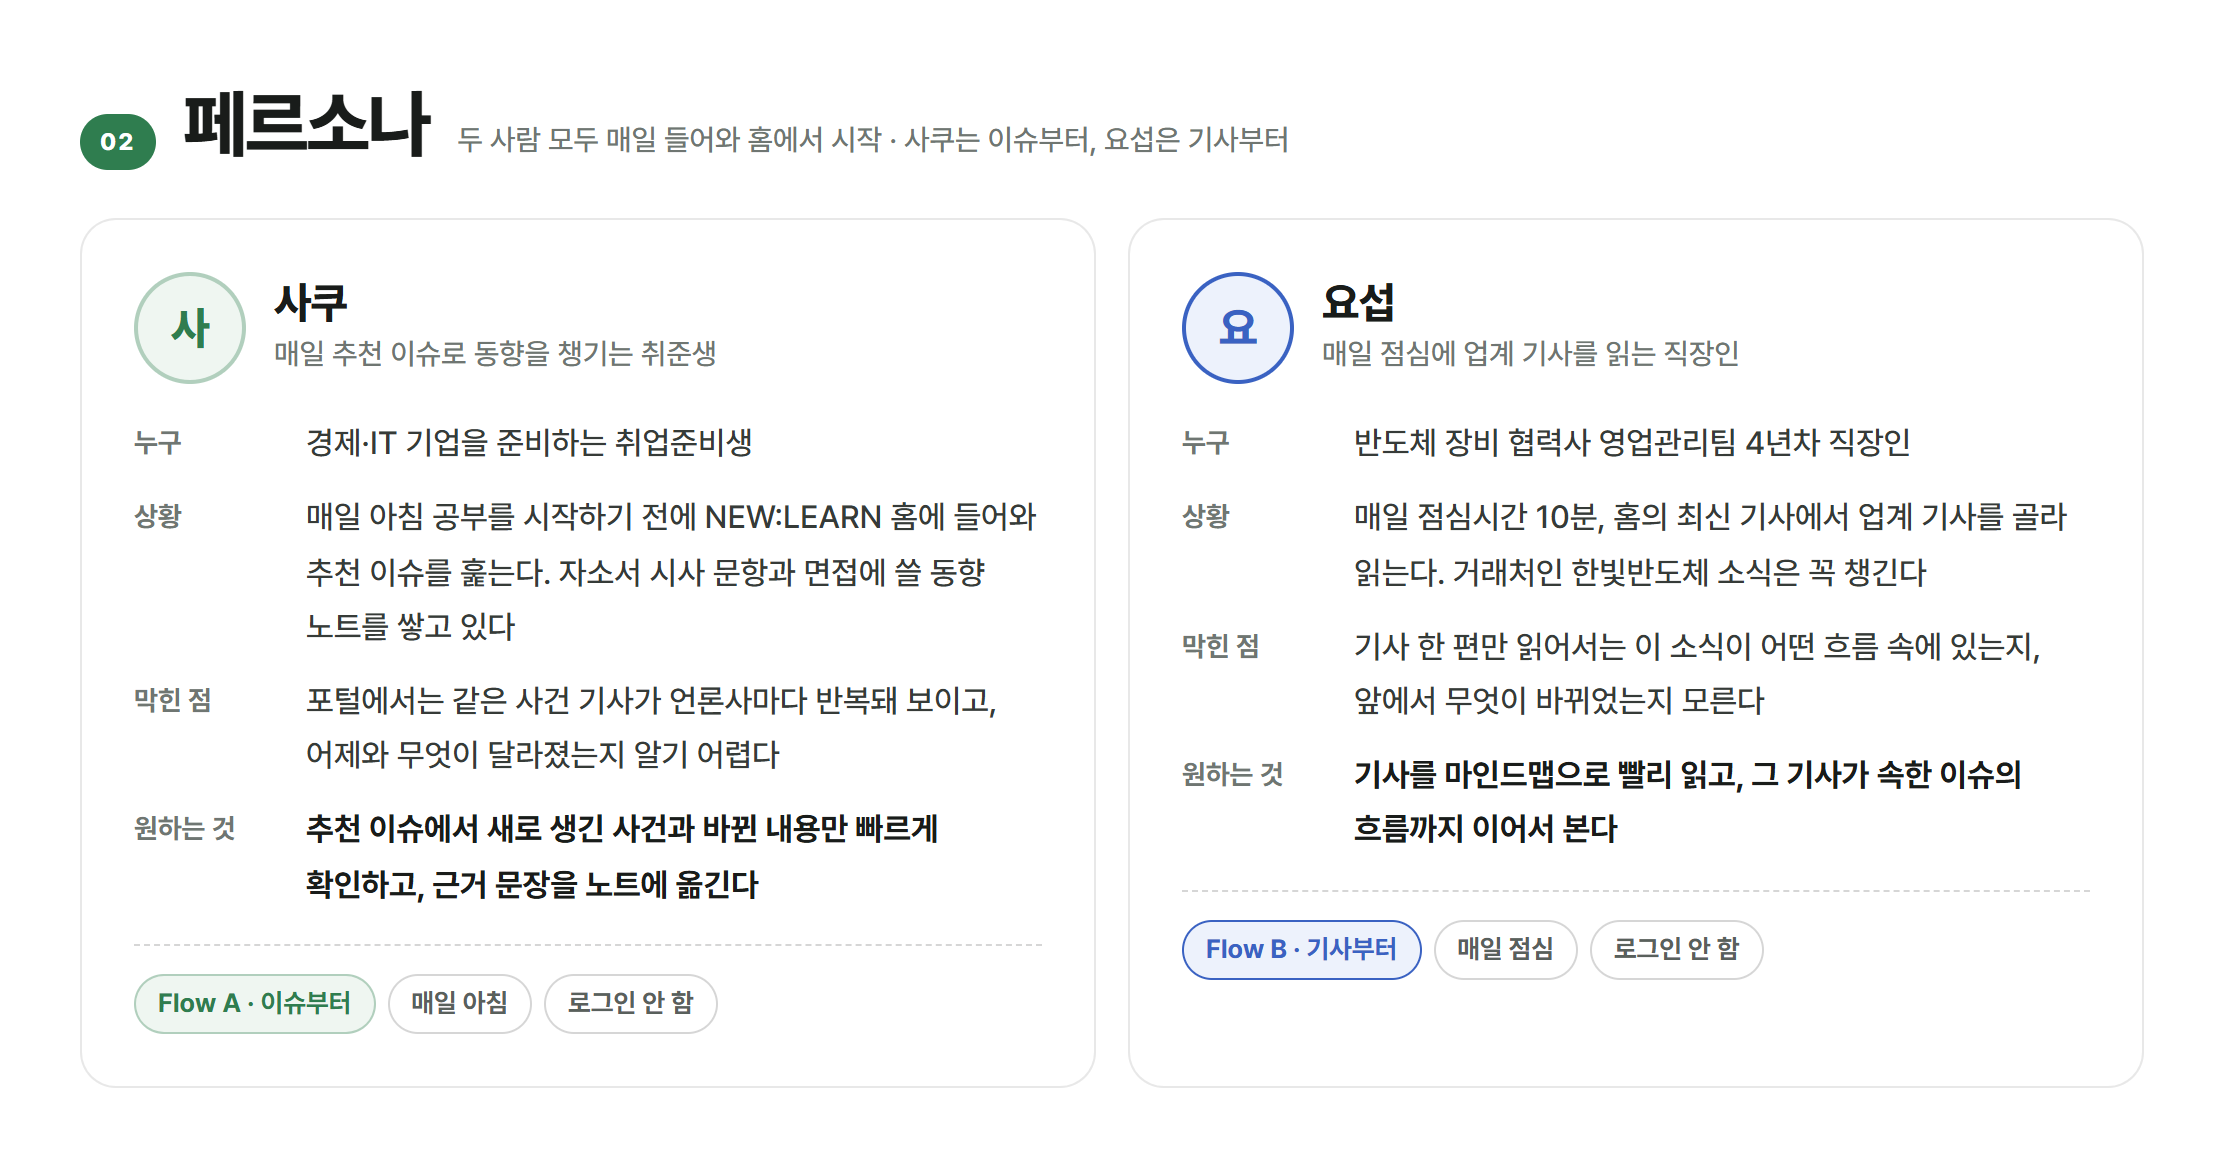 02 페르소나 두 사람 모두 매일 들어와 홈에서 시작 · 사쿠는 이슈부터, 요섭은 기사부터
사
사쿠
매일 추천 이슈로 동향을 챙기는 취준생
누구 경제·IT 기업을 준비하는 취업준비생
상황 매일 아침 공부를 시작하기 전에 NEW:LEARN 홈에 들어와
추천 이슈를 훑는다. 자소서 시사 문항과 면접에 쓸 동향
노트를 쌓고 있다
막힌 점 포털에서는 같은 사건 기사가 언론사마다 반복돼 보이고,
어제와 무엇이 달라졌는지 알기 어렵다
원하는 것 추천 이슈에서 새로 생긴 사건과 바뀐 내용만 빠르게
확인하고, 근거 문장을 노트에 옮긴다
Flow A · 이슈부터 매일 아침 로그인 안 함
요
요섭
매일 점심에 업계 기사를 읽는 직장인
누구 반도체 장비 협력사 영업관리팀 4년차 직장인
상황 매일 점심시간 10분, 홈의 최신 기사에서 업계 기사를 골라
읽는다. 거래처인 한빛반도체 소식은 꼭 챙긴다
막힌 점 기사 한 편만 읽어서는 이 소식이 어떤 흐름 속에 있는지,
앞에서 무엇이 바뀌었는지 모른다
원하는 것 기사를 마인드맵으로 빨리 읽고, 그 기사가 속한 이슈의
흐름까지 이어서 본다
Flow B · 기사부터 매일 점심 로그인 안 함